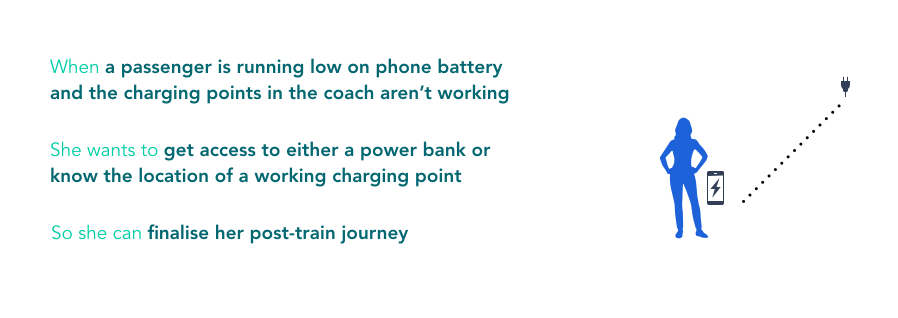 When a passenger is running low on phone battery
and the charging points in the coach aren’t working
She wants to get access to either a power bank or
know the location of a working charging point
So she can finalise her post-train journey